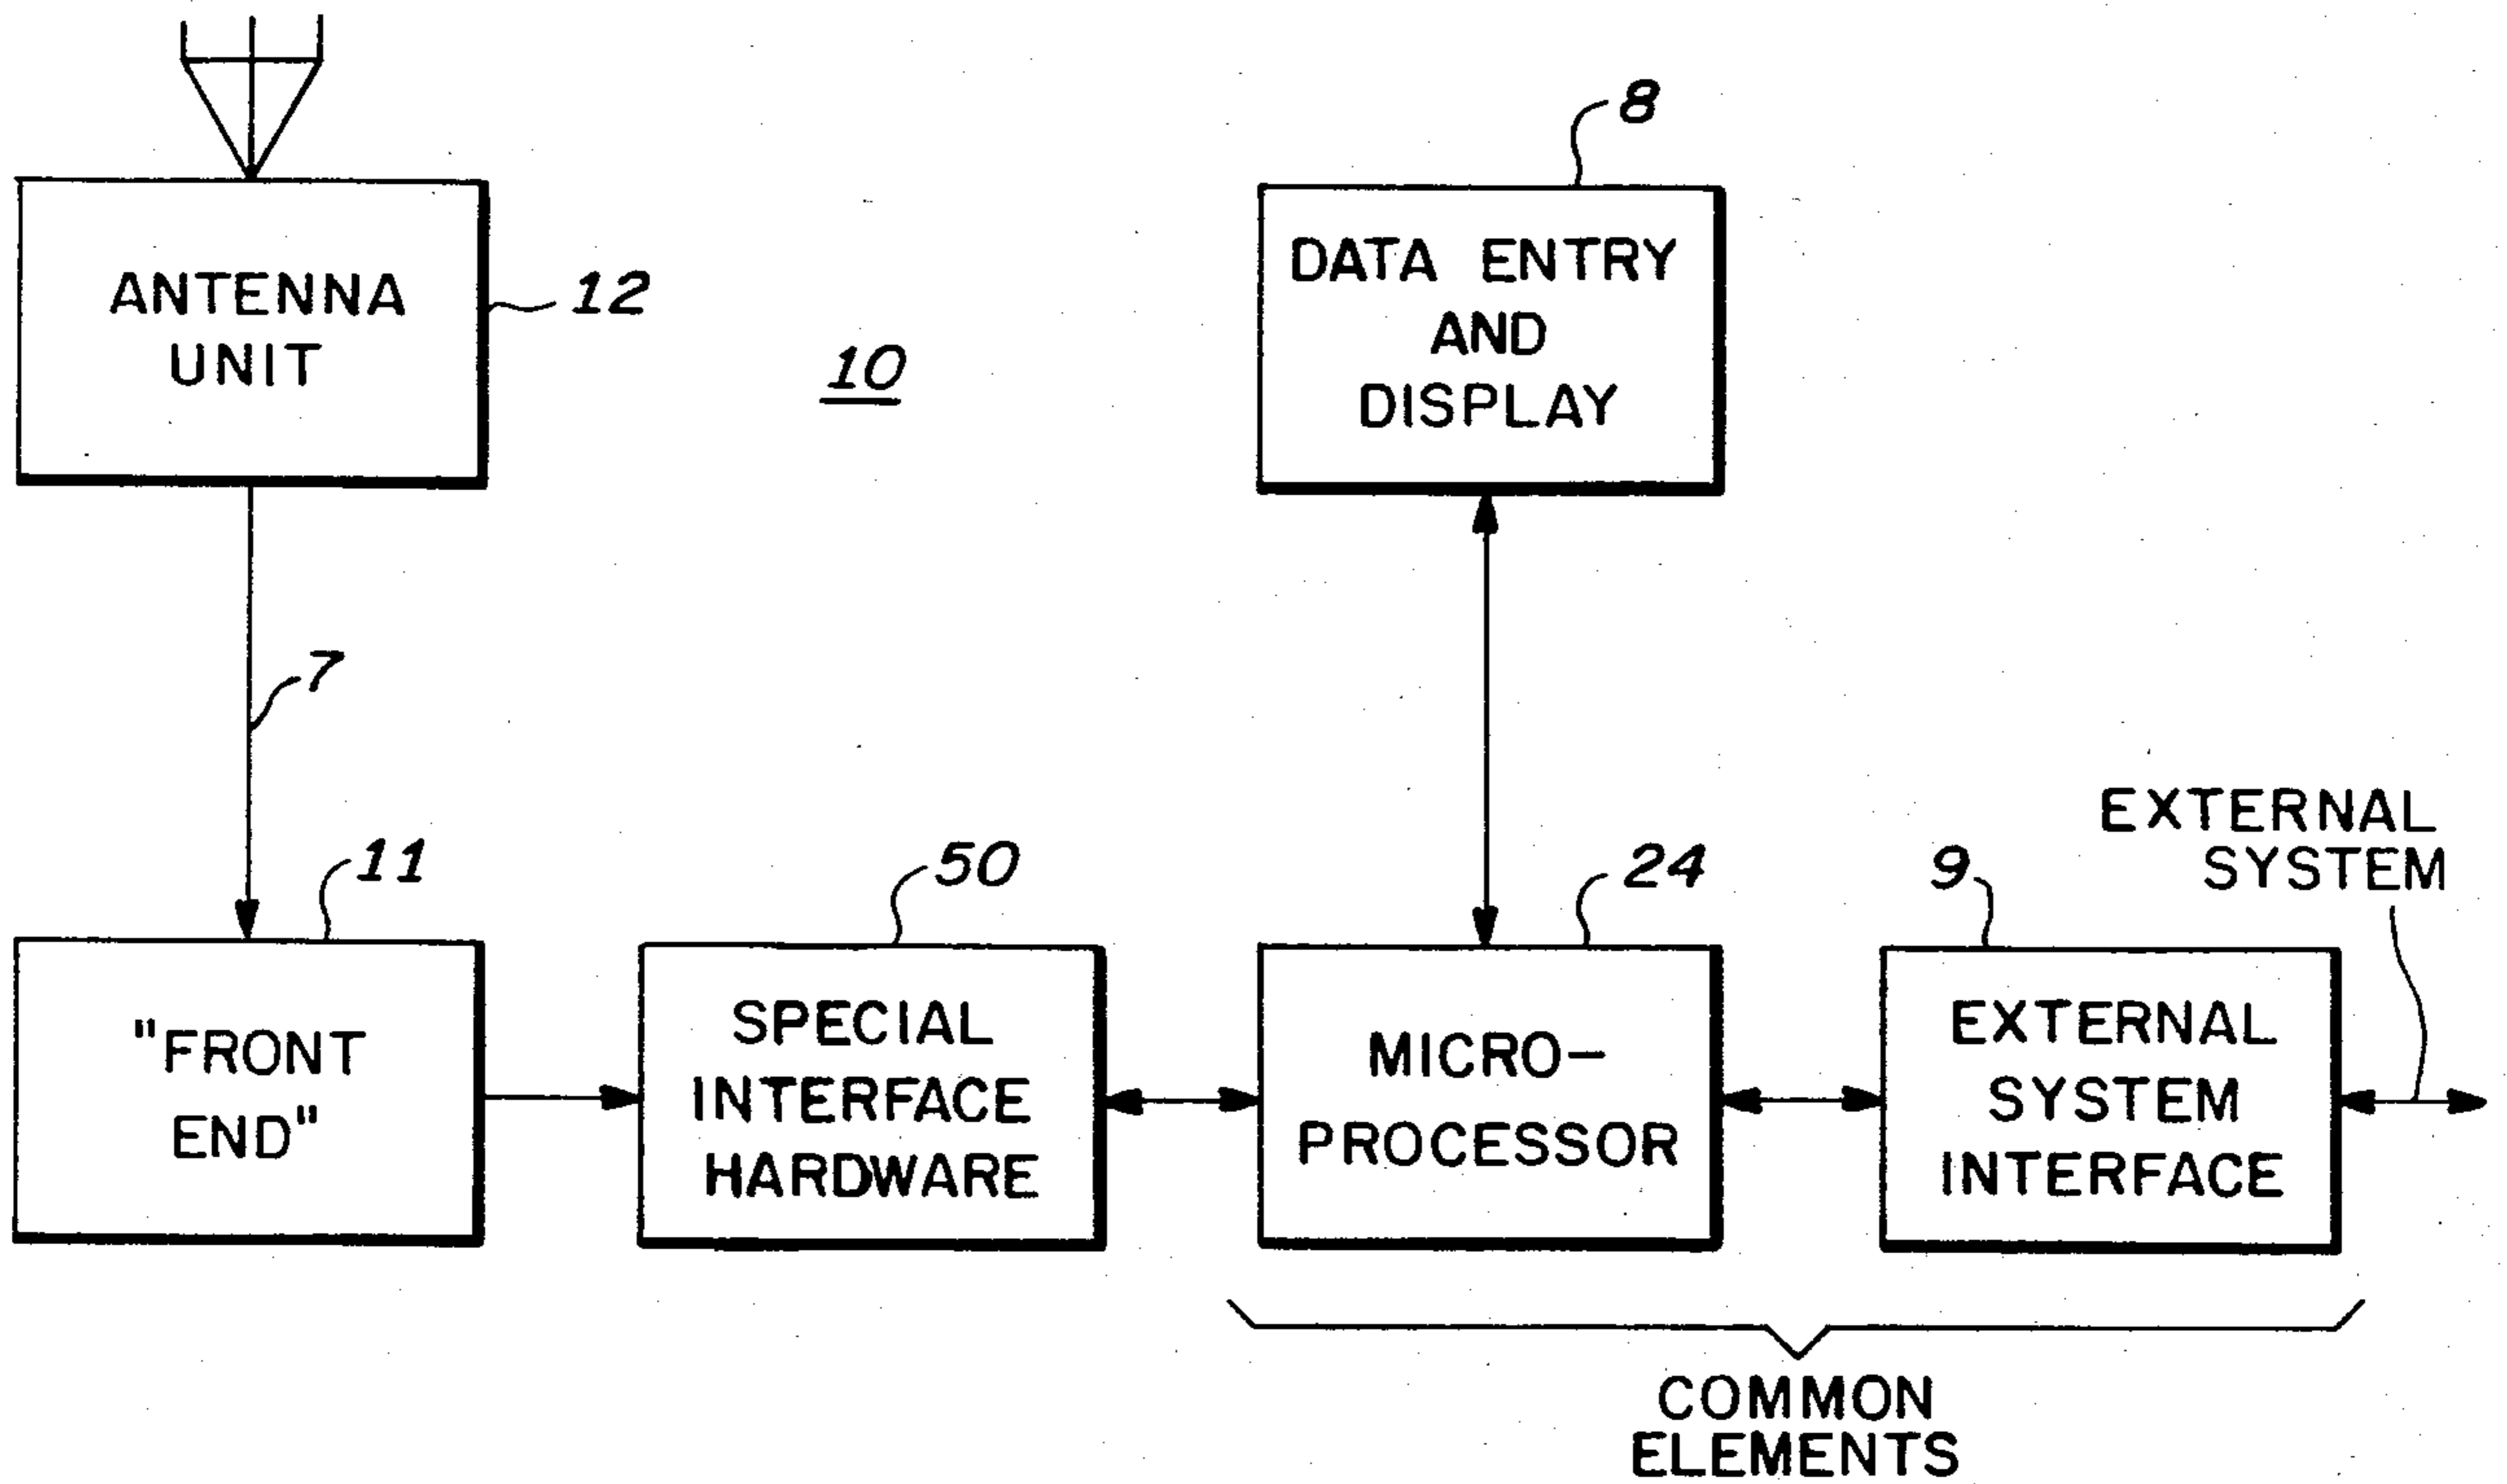 8
DATA ENTRY
AND
DISPLAY
ANTENNA
UNIT
12
10
7
EXTERNAL
SYSTEM
11
50
24
9
"FRONT
END"
SPECIAL
INTERFACE
HARDWARE
MICRO-
PROCESSOR
EXTERNAL
SYSTEM
INTERFACE
COMMON
ELEMENTS